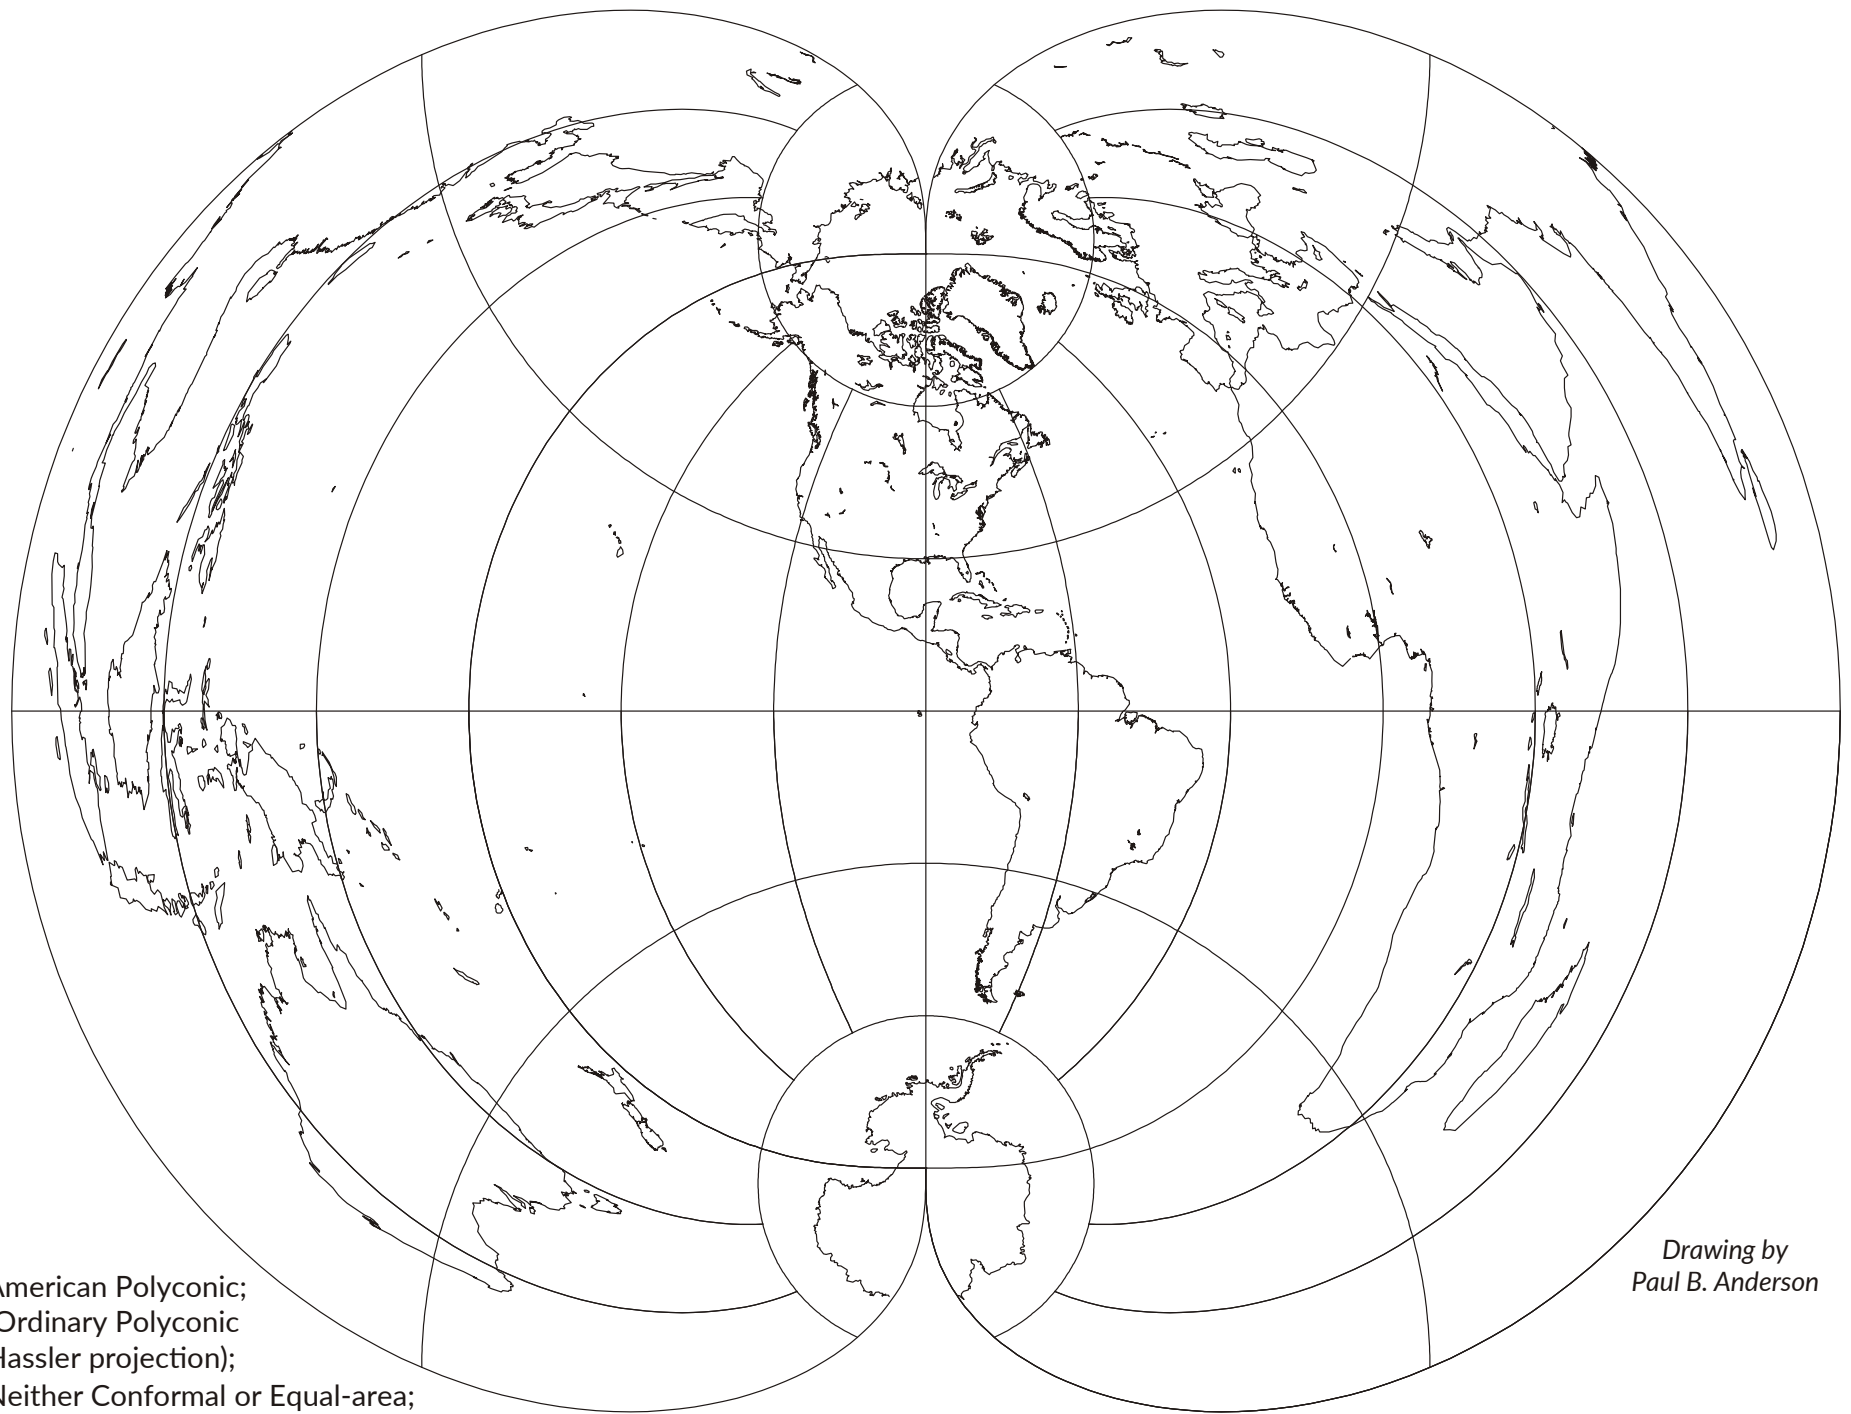 American Polyconic;
Ordinary Polyconic
Hassler projection);
Neither Conformal or Equal-area;
Drawing by
Paul B. Anderson